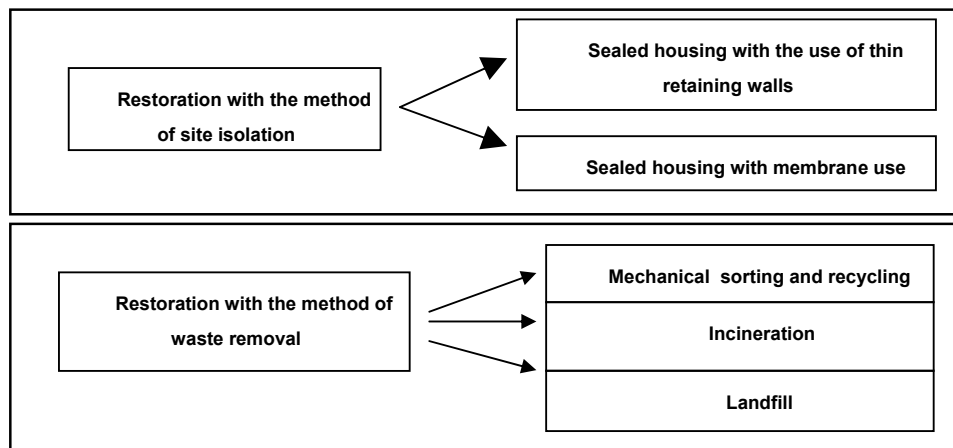 Restoration with the method
of site isolation
Sealed housing with the use of thin
retaining walls
Sealed housing with membrane use
Restoration with the method of
waste removal
Mechanical sorting and recycling
Incineration
Landfill